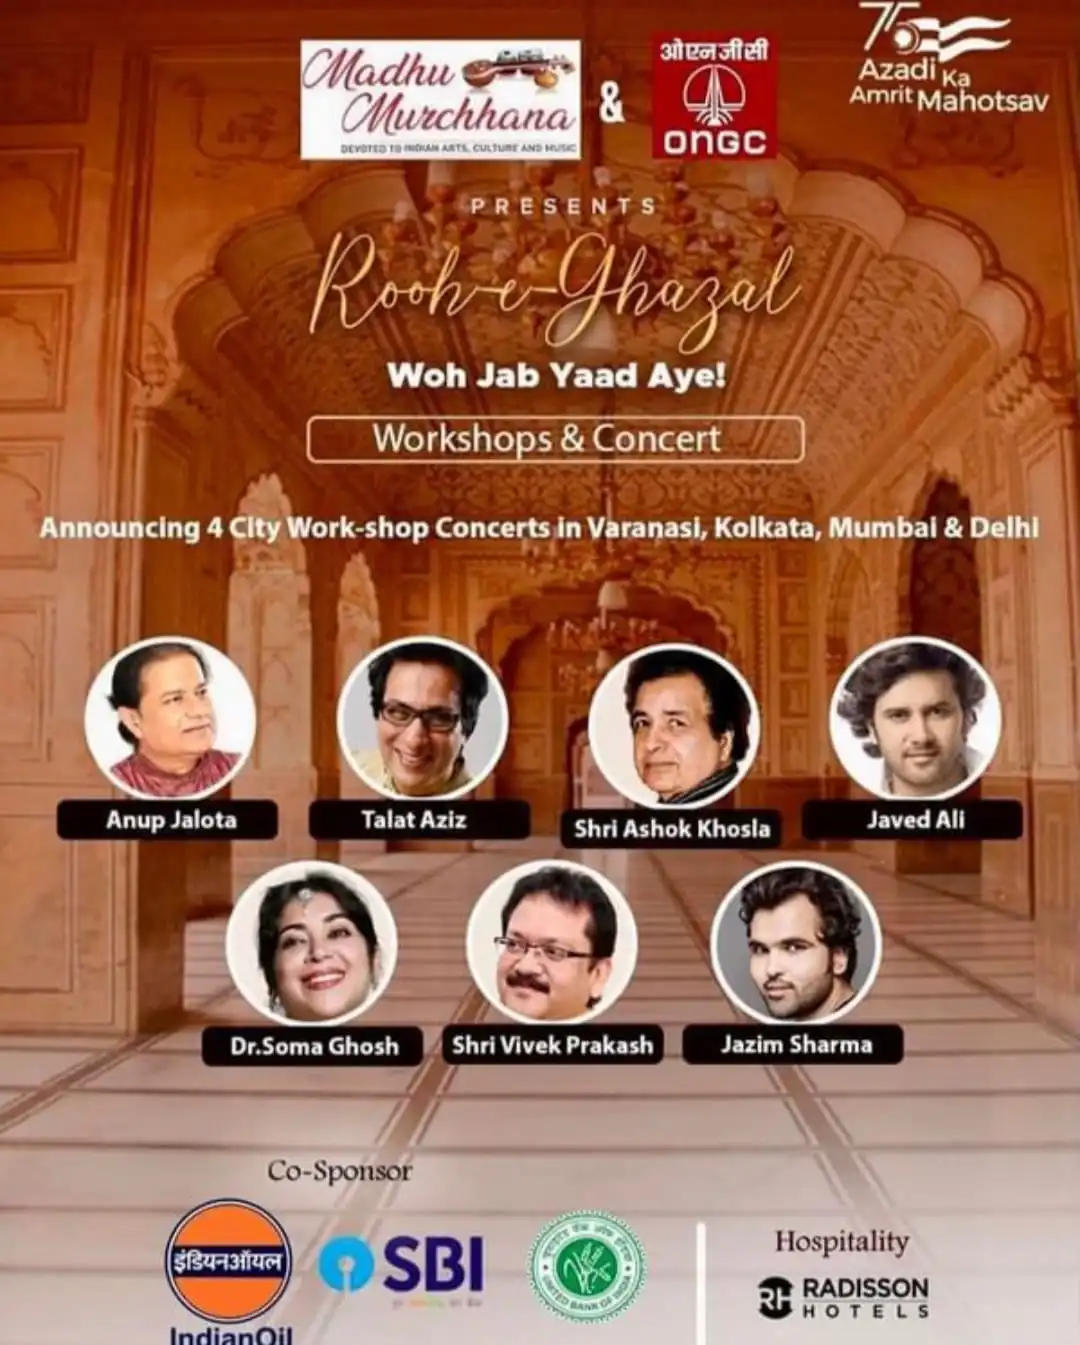 Madhu
Murchhana
DEVOTED TO INDIAN ARTS, CULTURE AND MUSIC
&
ओएनजीसी
ONGC
75
Azadi Ka
Amrit Mahotsav
PRESENTS
Rooh-e-Ghazal
Woh Jab Yaad Aye!
Workshops & Concert
Announcing 4 City Work-shop Concerts in Varanasi, Kolkata, Mumbai & Delhi
Anup Jalota
Talat Aziz
Shri Ashok Khosla
Javed Ali
Dr.Soma Ghosh
Shri Vivek Prakash
Jazim Sharma
Co-Sponsor
इंडियनऑयल
IndianOil
SBI
UNITED BANK OF INDIA
Hospitality
RH RADISSON
HOTELS